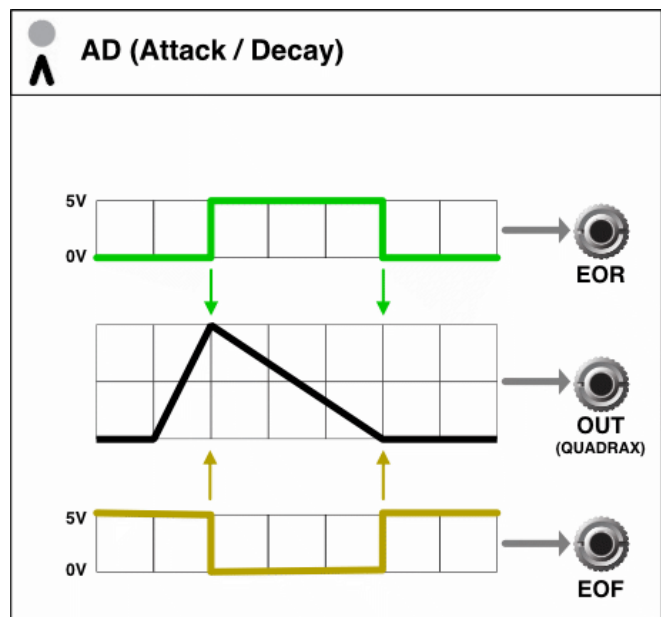 AD (Attack / Decay)
5V
0V
EOR
OUT
(QUADRAX)
5V
0V
EOF